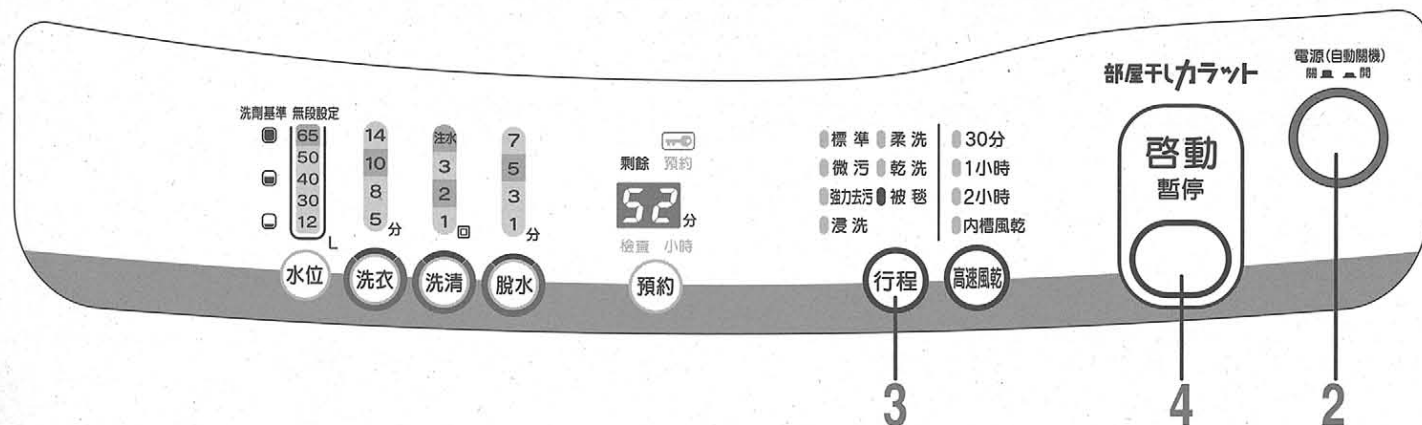 洗劑基準 無段設定
65
50
40
30
12
L
水位
14
10
8
5
分
洗衣
注水
3
2
1
回
洗清
7
5
3
1
分
脫水
剩餘 預約
52分
檢查 小時
預約
標準 柔洗
微污 乾洗
強力去污 被毯
浸洗
行程
30分
1小時
2小時
內槽風乾
高速風乾
部屋干しカラット
啓動
暫停
電源(自動關機)
關 開
3
4
2